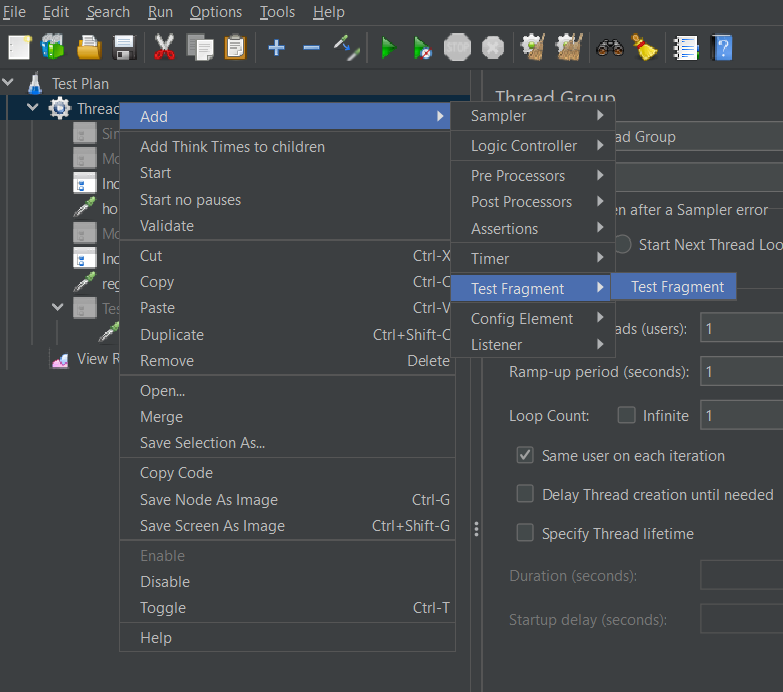 File Edit Search Run Options Tools Help
STOP
Test Plan
Thread
Add
Add Think Times to children
Start
Start no pauses
Validate
Cut Ctrl-X
Copy Ctrl-C
Paste Ctrl-V
Duplicate Ctrl+Shift-C
Remove Delete
Open...
Merge
Save Selection As...
Copy Code
Save Node As Image Ctrl-G
Save Screen As Image Ctrl+Shift-G
Enable
Disable
Toggle Ctrl-T
Help
Sim
Mo
Inc
ho
Mo
Inc
reg
Tes
View R
Sampler
Logic Controller
Pre Processors
Post Processors
Assertions
Timer
Test Fragment
Config Element
Listener
Test Fragment
Thread Group
ad Group
en after a Sampler error
Start Next Thread Loo
ads (users): 1
Ramp-up period (seconds): 1
Loop Count: Infinite 1
Same user on each iteration
Delay Thread creation until needed
Specify Thread lifetime
Duration (seconds):
Startup delay (seconds):